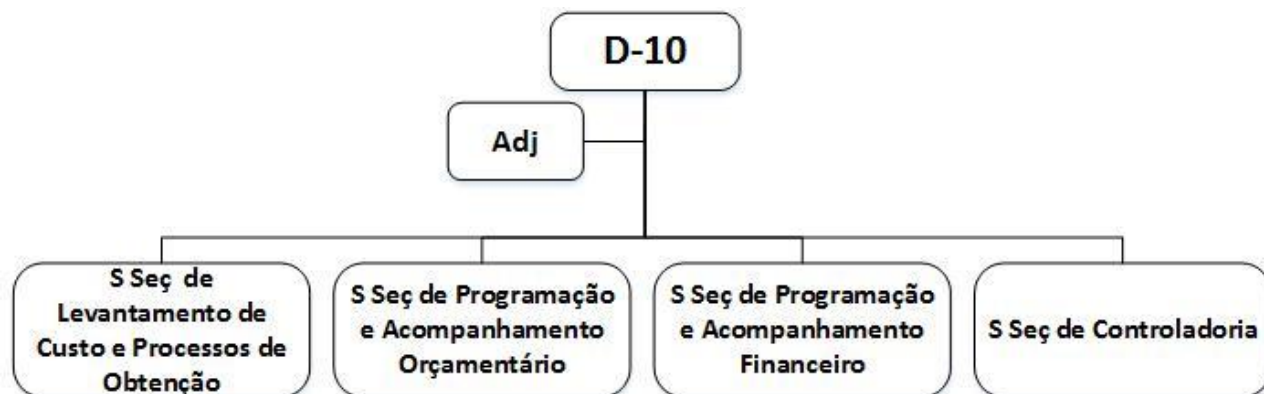 D-10
Adj
S Seç de
Levantamento de
Custo e Processos de
Obtenção
S Seç de Programação
e Acompanhamento
Orçamentário
S Seç de Programação
e Acompanhamento
Financeiro
S Seç de Controladoria